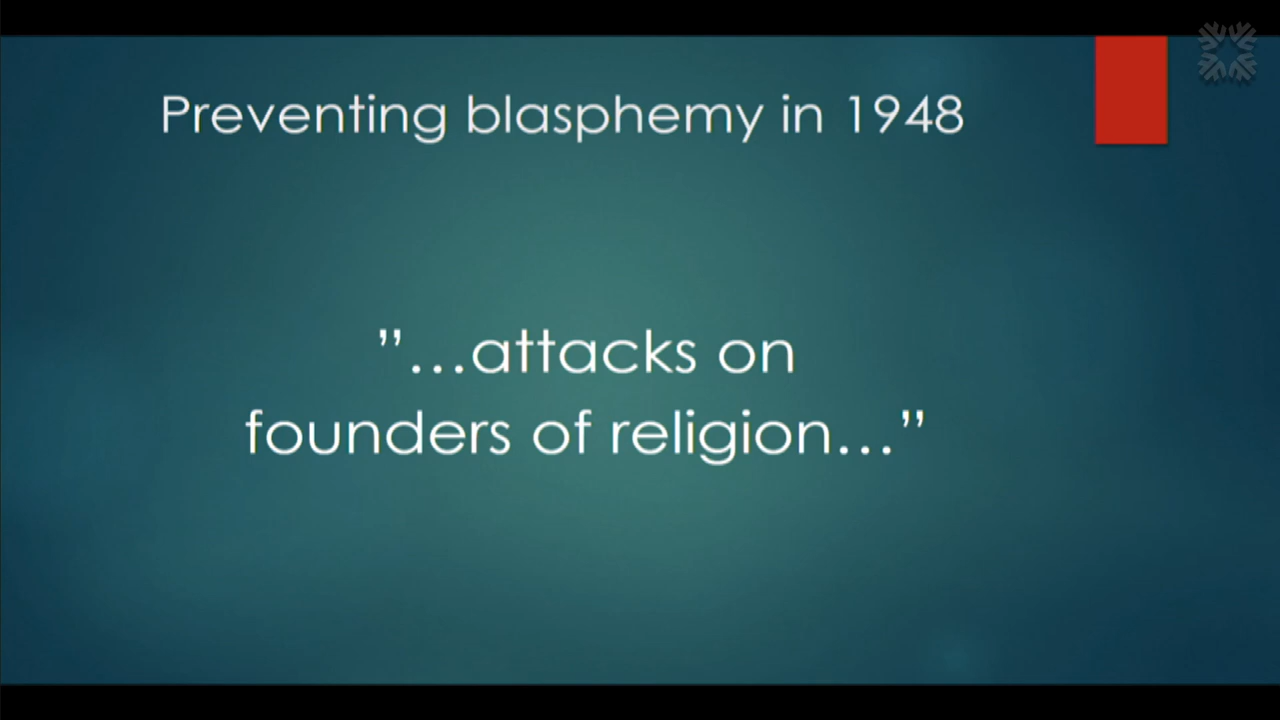 Preventing blasphemy in 1948
”…attacks on
founders of religion…”